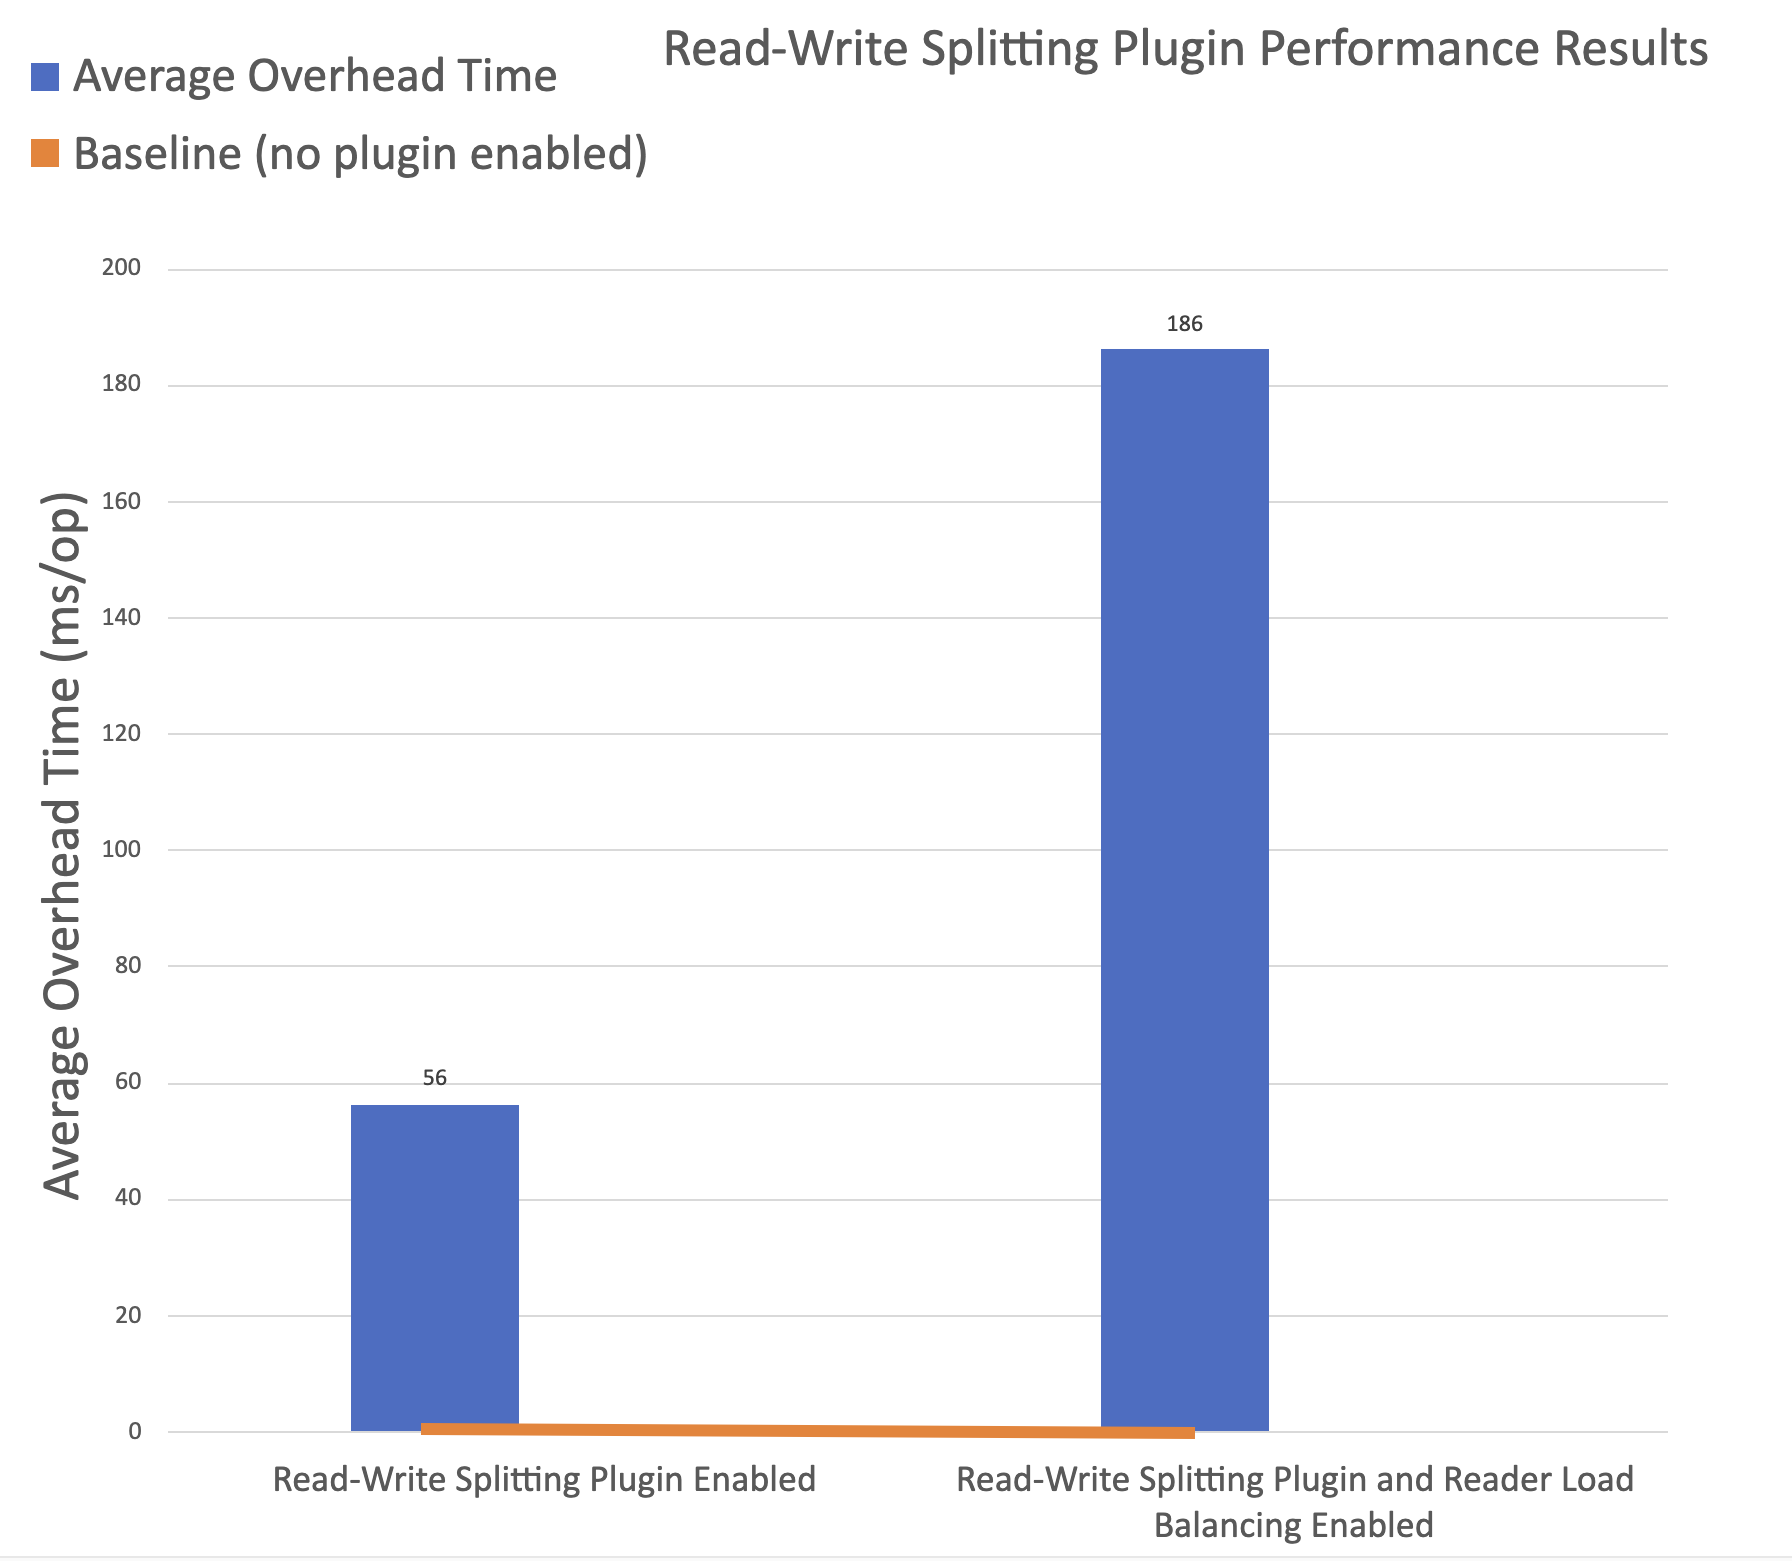 Read-Write Splitting Plugin Performance Results
Average Overhead Time
Baseline (no plugin enabled)
Average Overhead Time (ms/op)
200
180
160
140
120
100
80
60
40
20
0
56
186
Read-Write Splitting Plugin Enabled
Read-Write Splitting Plugin and Reader Load
Balancing Enabled